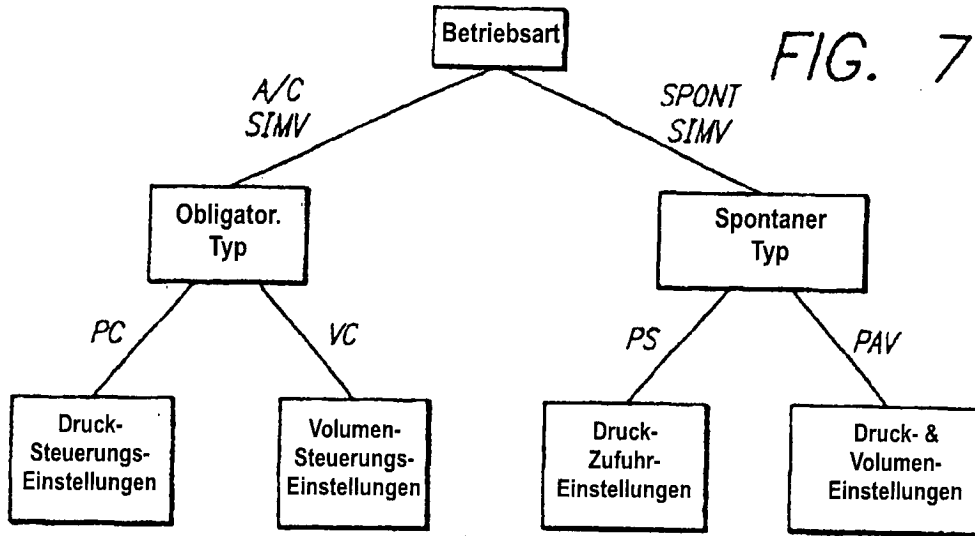 Betriebsart
FIG. 7
A/C
SIMV
SPONT
SIMV
Obligator.
Typ
Spontaner
Typ
PC
VC
PS
PAV
Druck-
Steuerungs-
Einstellungen
Volumen-
Steuerungs-
Einstellungen
Druck-
Zufuhr-
Einstellungen
Druck- &
Volumen-
Einstellungen